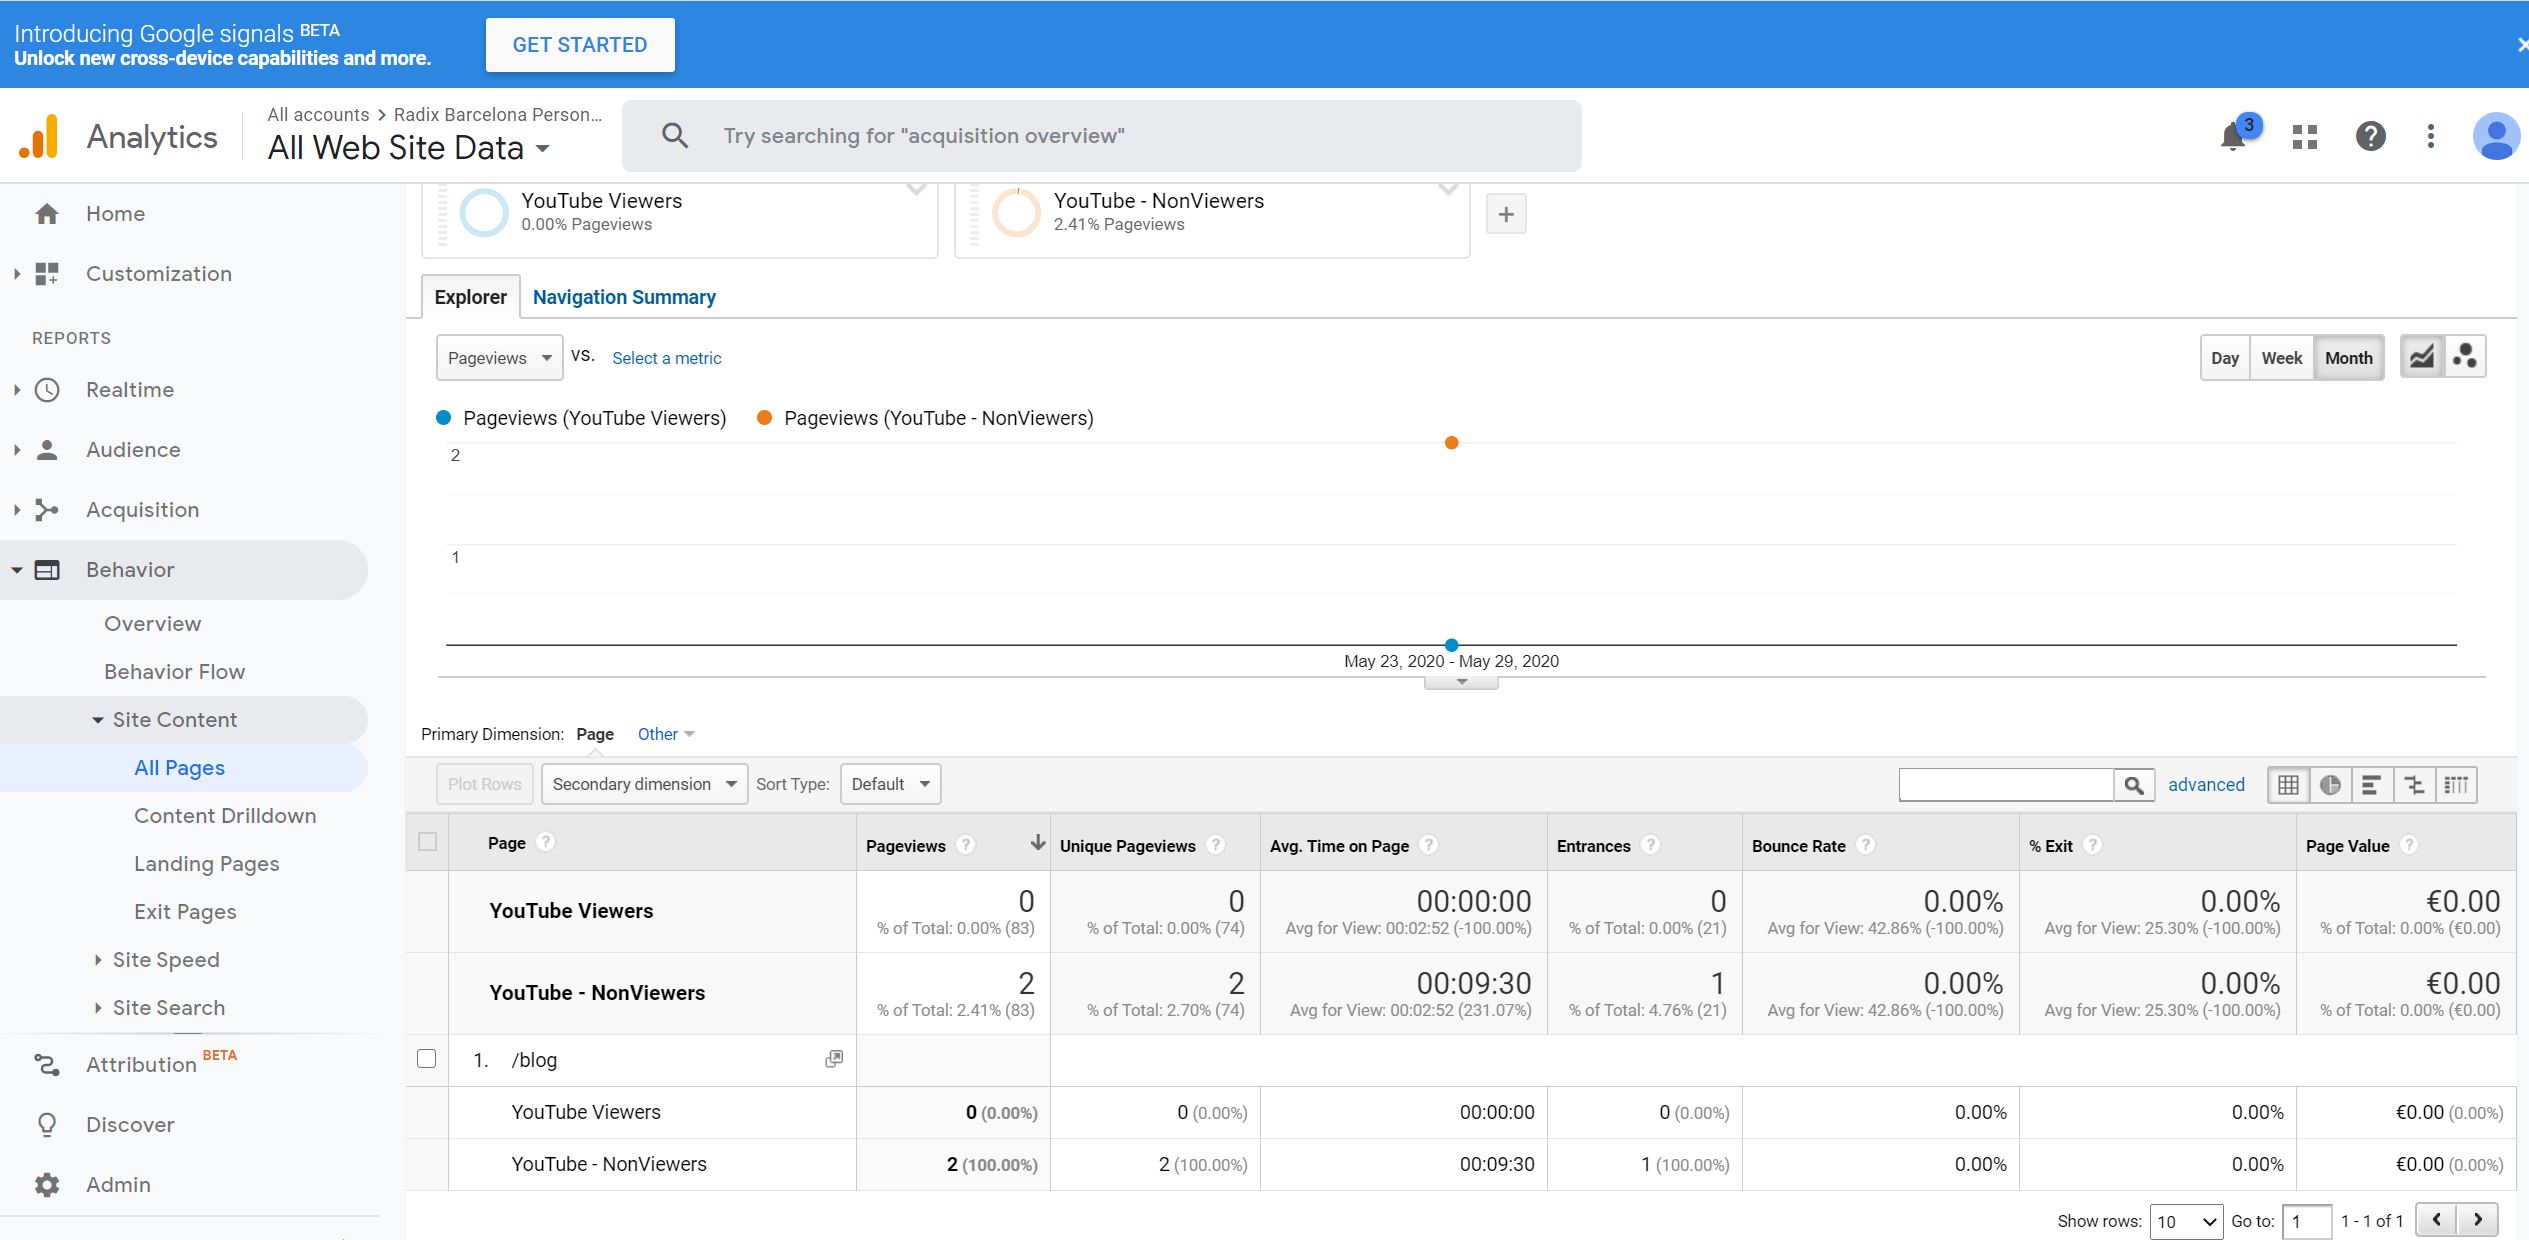 Introducing Google signals BETA
Unlock new cross-device capabilities and more.
GET STARTED
Analytics
All accounts > Radix Barcelona Person...
All Web Site Data
Try searching for "acquisition overview"
3
Home
Customization
REPORTS
Realtime
Audience
Acquisition
Behavior
Overview
Behavior Flow
Site Content
All Pages
Content Drilldown
Landing Pages
Exit Pages
Site Speed
Site Search
Attribution BETA
Discover
Admin
YouTube Viewers
0.00% Pageviews
YouTube - NonViewers
2.41% Pageviews
+
Explorer
Navigation Summary
Pageviews vs. Select a metric
Day Week Month
Pageviews (YouTube Viewers) Pageviews (YouTube - NonViewers)
2
1
May 23, 2020 - May 29, 2020
Primary Dimension: Page Other
Plot Rows Secondary dimension Sort Type: Default advanced
Page ? Pageviews ? Unique Pageviews ? Avg. Time on Page ? Entrances ? Bounce Rate ? % Exit ? Page Value ?
YouTube Viewers 0 0 00:00:00 0 0.00% 0.00% €0.00
% of Total: 0.00% (83) % of Total: 0.00% (74) Avg for View: 00:02:52 (-100.00%) % of Total: 0.00% (21) Avg for View: 42.86% (-100.00%) Avg for View: 25.30% (-100.00%) % of Total: 0.00% (€0.00)
YouTube - NonViewers 2 2 00:09:30 1 0.00% 0.00% €0.00
% of Total: 2.41% (83) % of Total: 2.70% (74) Avg for View: 00:02:52 (231.07%) % of Total: 4.76% (21) Avg for View: 42.86% (-100.00%) Avg for View: 25.30% (-100.00%) % of Total: 0.00% (€0.00)
1. /blog
YouTube Viewers 0 (0.00%) 0 (0.00%) 00:00:00 0 (0.00%) 0.00% 0.00% €0.00 (0.00%)
YouTube - NonViewers 2 (100.00%) 2 (100.00%) 00:09:30 1 (100.00%) 0.00% 0.00% €0.00 (0.00%)
Show rows: 10 Go to: 1 1 - 1 of 1